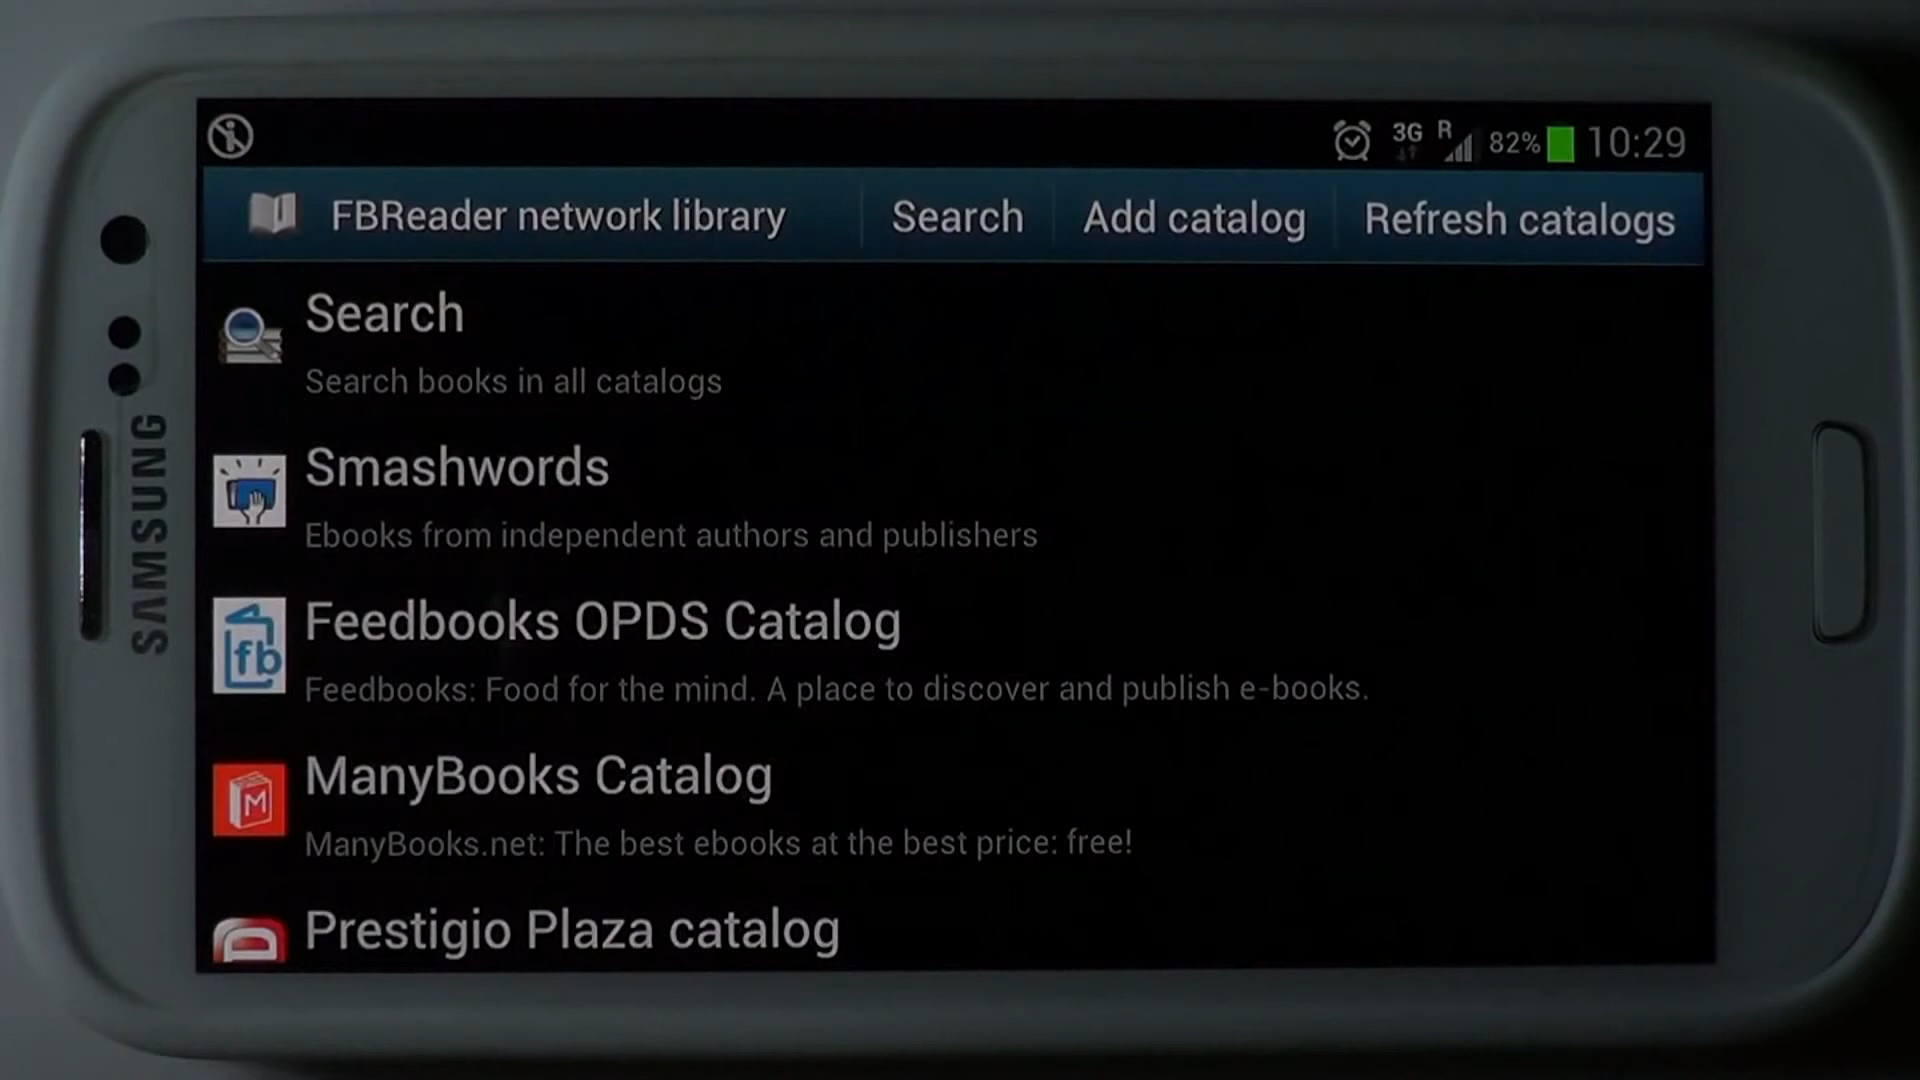 3G R 82% 10:29
FBReader network library Search Add catalog Refresh catalogs
Search
Search books in all catalogs
Smashwords
Ebooks from independent authors and publishers
fb
Feedbooks OPDS Catalog
Feedbooks: Food for the mind. A place to discover and publish e-books.
M
ManyBooks Catalog
ManyBooks.net: The best ebooks at the best price: free!
Prestigio Plaza catalog
SAMSUNG